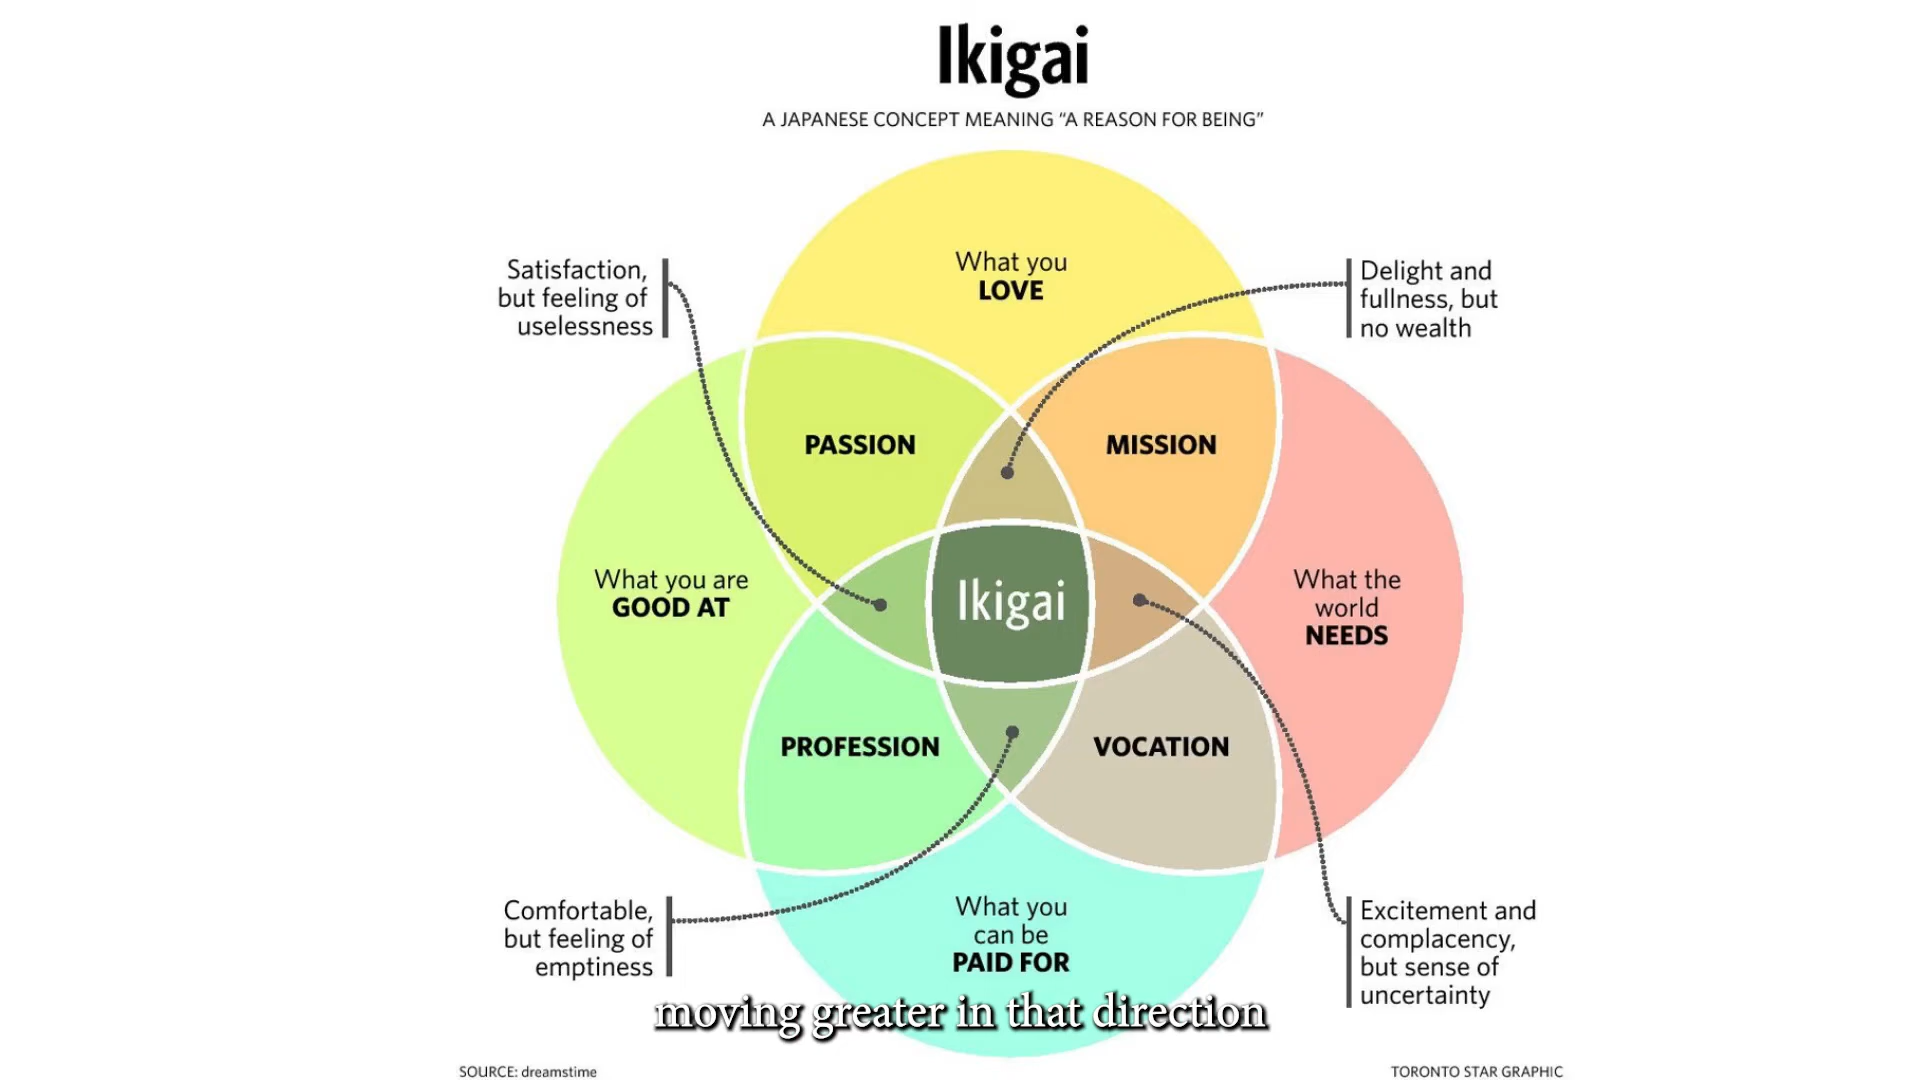 Ikigai
A JAPANESE CONCEPT MEANING “A REASON FOR BEING”
Satisfaction,
but feeling of
uselessness
What you
LOVE
Delight and
fullness, but
no wealth
PASSION
MISSION
What you are
GOOD AT
Ikigai
What the
world
NEEDS
PROFESSION
VOCATION
Comfortable,
but feeling of
emptiness
What you
can be
PAID FOR
Excitement and
complacency,
but sense of
uncertainty
moving greater in that direction
SOURCE: dreamstime
TORONTO STAR GRAPHIC